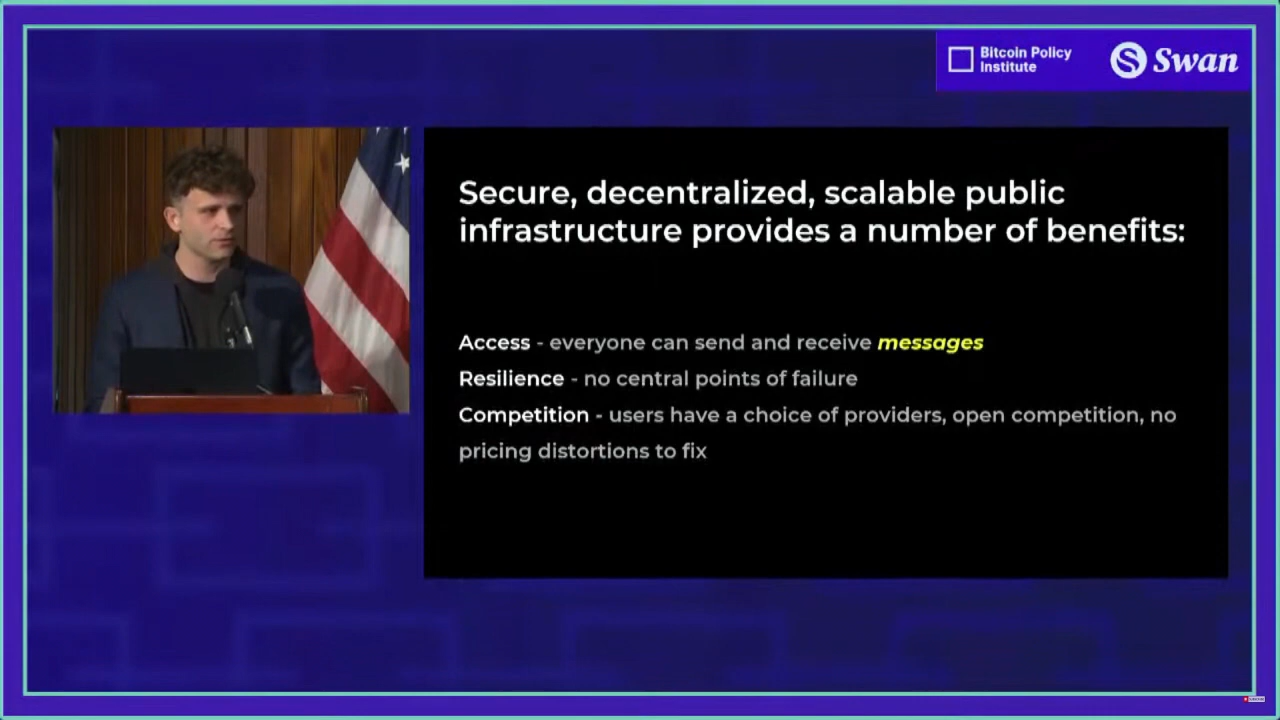 Bitcoin Policy
Institute
Swan
Secure, decentralized, scalable public
infrastructure provides a number of benefits:
Access - everyone can send and receive messages
Resilience - no central points of failure
Competition - users have a choice of providers, open competition, no
pricing distortions to fix